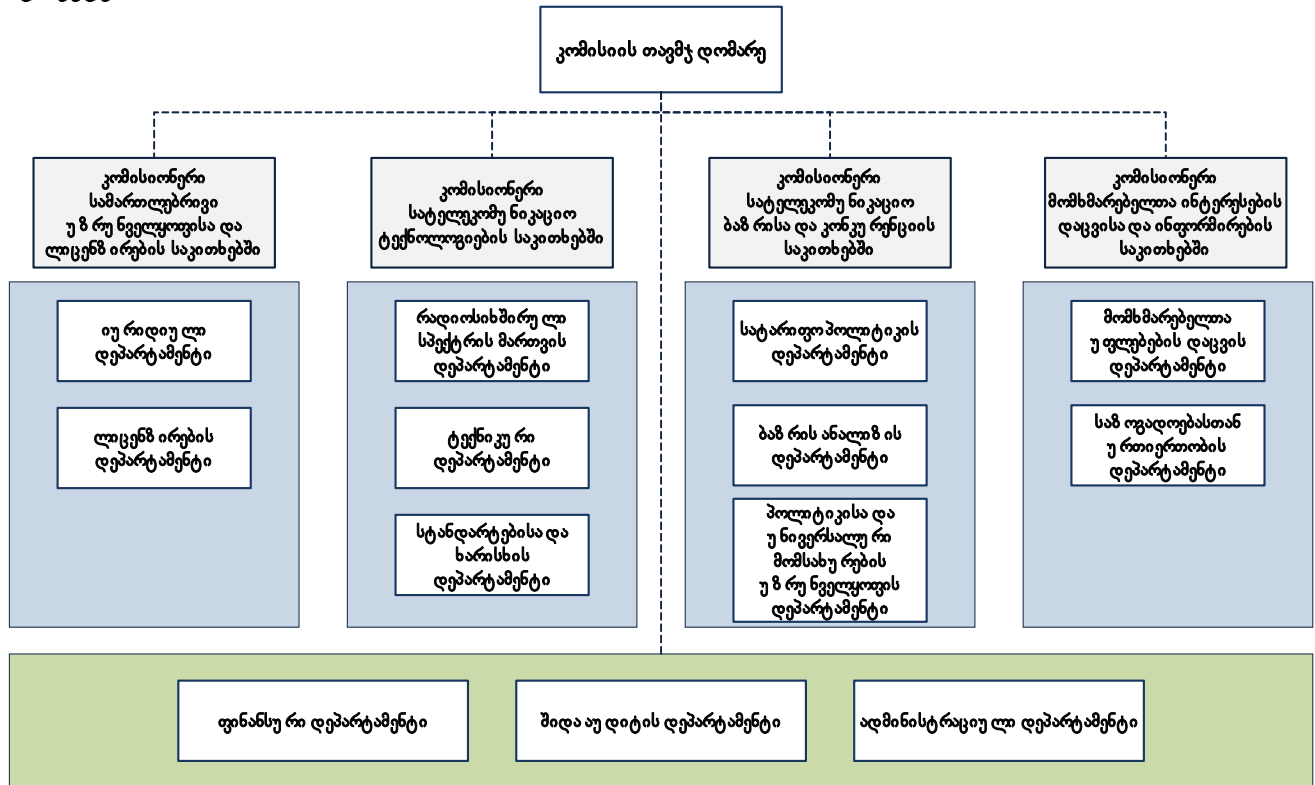 კომისიის თავმჯდომარე
კომისიონერი
სამართლებრივი
უზრუნველყოფისა და
ლიცენზირების საკითხებში
კომისიონერი
სატელეკომუნიკაციო
ტექნოლოგიების საკითხებში
კომისიონერი
სატელეკომუნიკაციო
ბაზრისა და კონკურენციის
საკითხებში
კომისიონერი
მომხმარებელთა ინტერესების
დაცვისა და ინფორმირების
საკითხებში
იურიდიული
დეპარტამენტი
ლიცენზირების
დეპარტამენტი
რადიოსიხშირული
სპექტრის მართვის
დეპარტამენტი
ტექნიკური
დეპარტამენტი
სტანდარტებისა და
ხარისხის
დეპარტამენტი
სატარიფო პოლიტიკის
დეპარტამენტი
ბაზრის ანალიზის
დეპარტამენტი
პოლიტიკისა და
უნივერსალური
მომსახურების
უზრუნველყოფის
დეპარტამენტი
მომხმარებელთა
უფლებების დაცვის
დეპარტამენტი
საზოგადოებასთან
ურთიერთობის
დეპარტამენტი
ფინანსური დეპარტამენტი
შიდა აუდიტის დეპარტამენტი
ადმინისტრაციული დეპარტამენტი